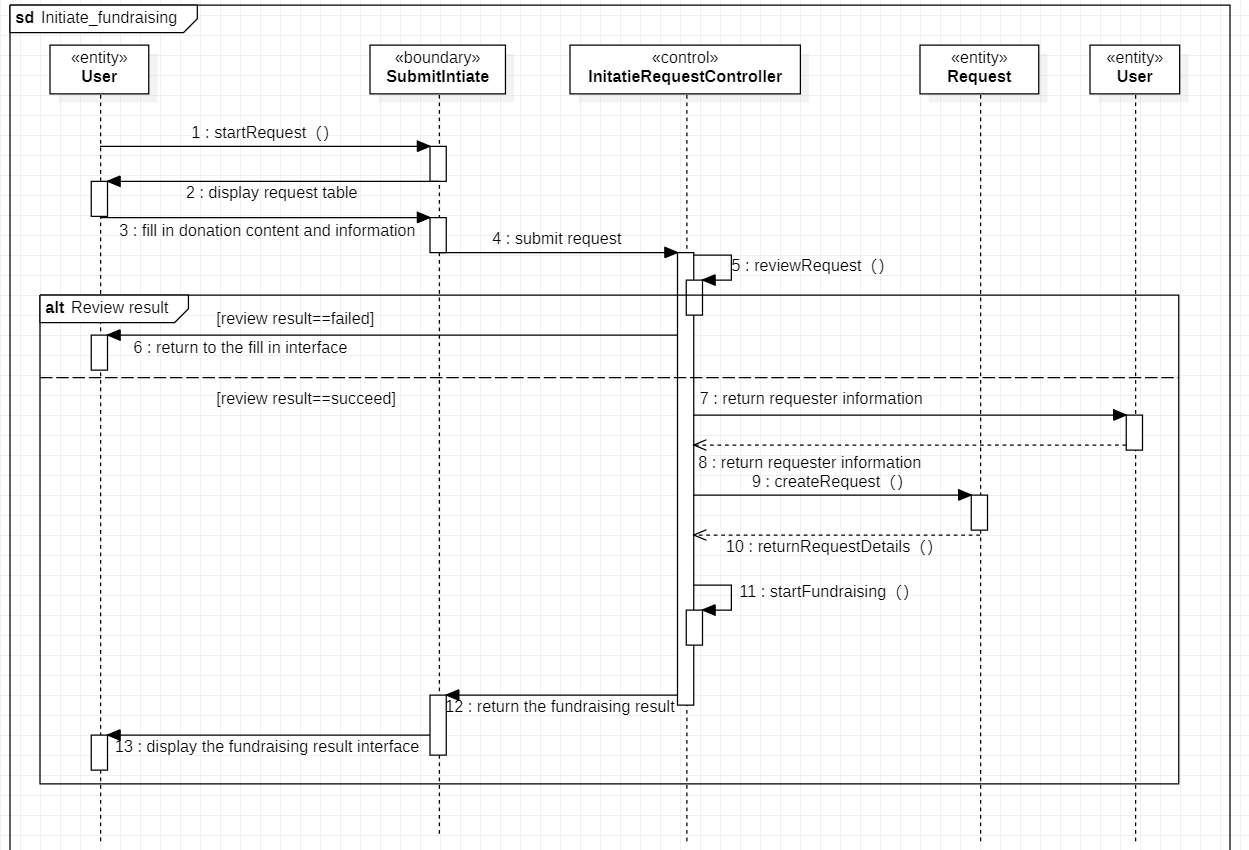 sd Initiate_fundraising
«entity»
User
«boundary»
SubmitIntiate
«control»
InitatieRequestController
«entity»
Request
«entity»
User
1 : startRequest ()
2 : display request table
3 : fill in donation content and information
4 : submit request
5 : reviewRequest ()
alt Review result
[review result==failed]
6 : return to the fill in interface
[review result==succeed]
7 : return requester information
8 : return requester information
9 : createRequest ()
10 : returnRequestDetails ()
11 : startFundraising ()
12 : return the fundraising result
13 : display the fundraising result interface